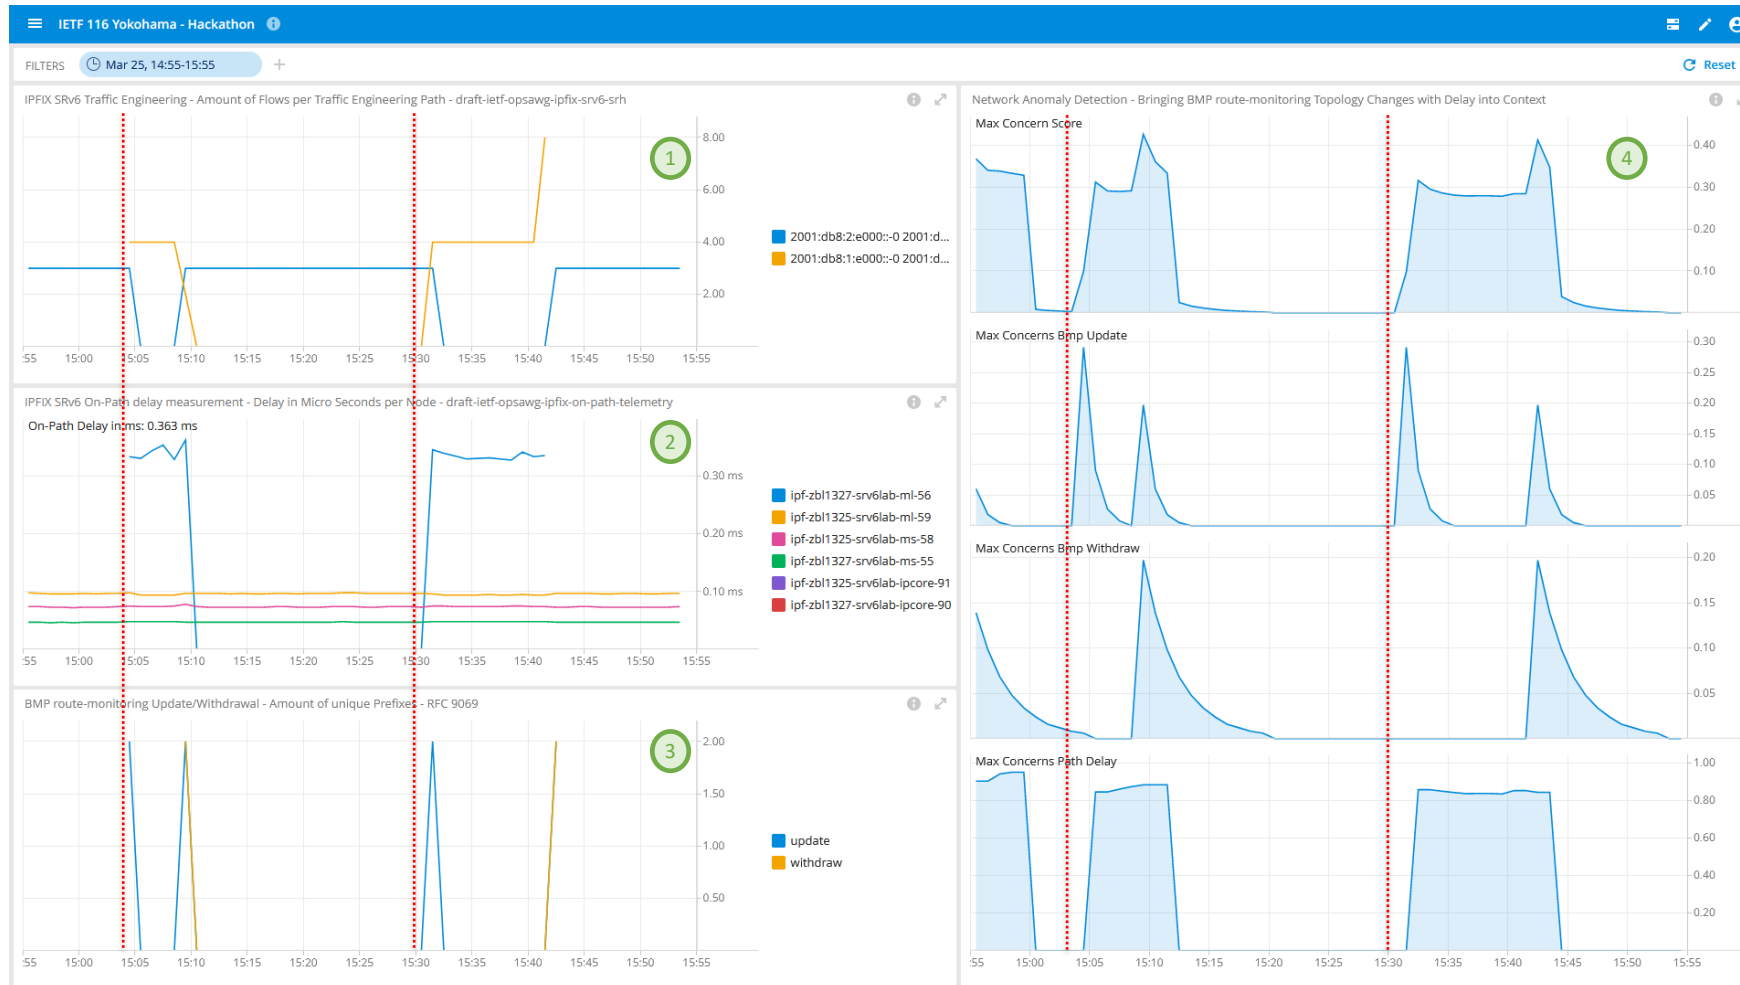 IETF 116 Yokohama - Hackathon
FILTERS Mar 25, 14:55-15:55
Reset
IPFIX SRv6 Traffic Engineering - Amount of Flows per Traffic Engineering Path - draft-ietf-opsawg-ipfix-srv6-srh
1
8.00
6.00
4.00
2.00
2001:db8:2:e000::-0 2001:d...
2001:db8:1:e000::-0 2001:d...
:55 15:00 15:05 15:10 15:15 15:20 15:25 15:30 15:35 15:40 15:45 15:50 15:55
IPFIX SRv6 On-Path delay measurement - Delay in Micro Seconds per Node - draft-ietf-opsawg-ipfix-on-path-telemetry
On-Path Delay in ms: 0.363 ms
2
0.30 ms
0.20 ms
0.10 ms
ipf-zbl1327-srv6lab-ml-56
ipf-zbl1325-srv6lab-ml-59
ipf-zbl1325-srv6lab-ms-58
ipf-zbl1327-srv6lab-ms-55
ipf-zbl1325-srv6lab-ipcore-91
ipf-zbl1327-srv6lab-ipcore-90
:55 15:00 15:05 15:10 15:15 15:20 15:25 15:30 15:35 15:40 15:45 15:50 15:55
BMP route-monitoring Update/Withdrawal - Amount of unique Prefixes - RFC 9069
3
2.00
1.50
1.00
0.50
update
withdraw
:55 15:00 15:05 15:10 15:15 15:20 15:25 15:30 15:35 15:40 15:45 15:50 15:55
Network Anomaly Detection - Bringing BMP route-monitoring Topology Changes with Delay into Context
Max Concern Score
4
0.40
0.30
0.20
0.10
Max Concerns Bmp Update
0.30
0.25
0.20
0.15
0.10
0.05
Max Concerns Bmp Withdraw
0.20
0.15
0.10
0.05
Max Concerns Path Delay
1.00
0.80
0.60
0.40
0.20
:55 15:00 15:05 15:10 15:15 15:20 15:25 15:30 15:35 15:40 15:45 15:50 15:55